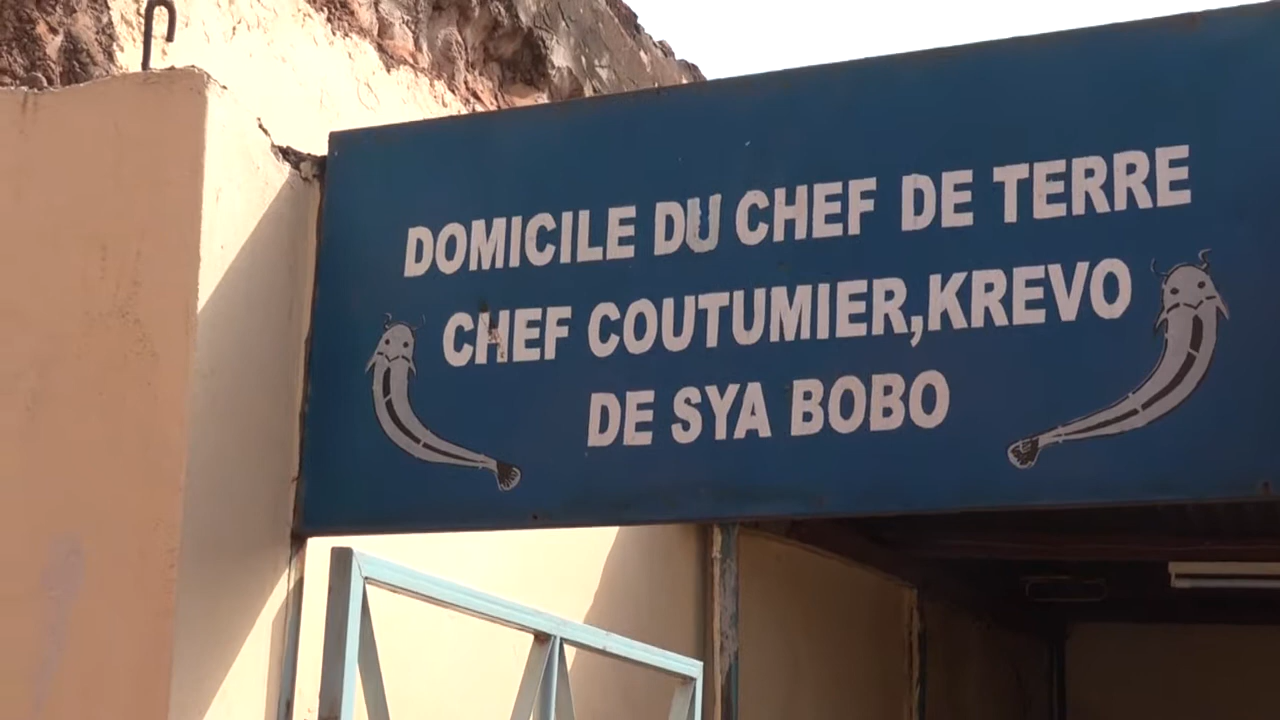 DOMICILE DU CHEF DE TERRE
CHEF COUTUMIER,KREVO
DE SYA BOBO